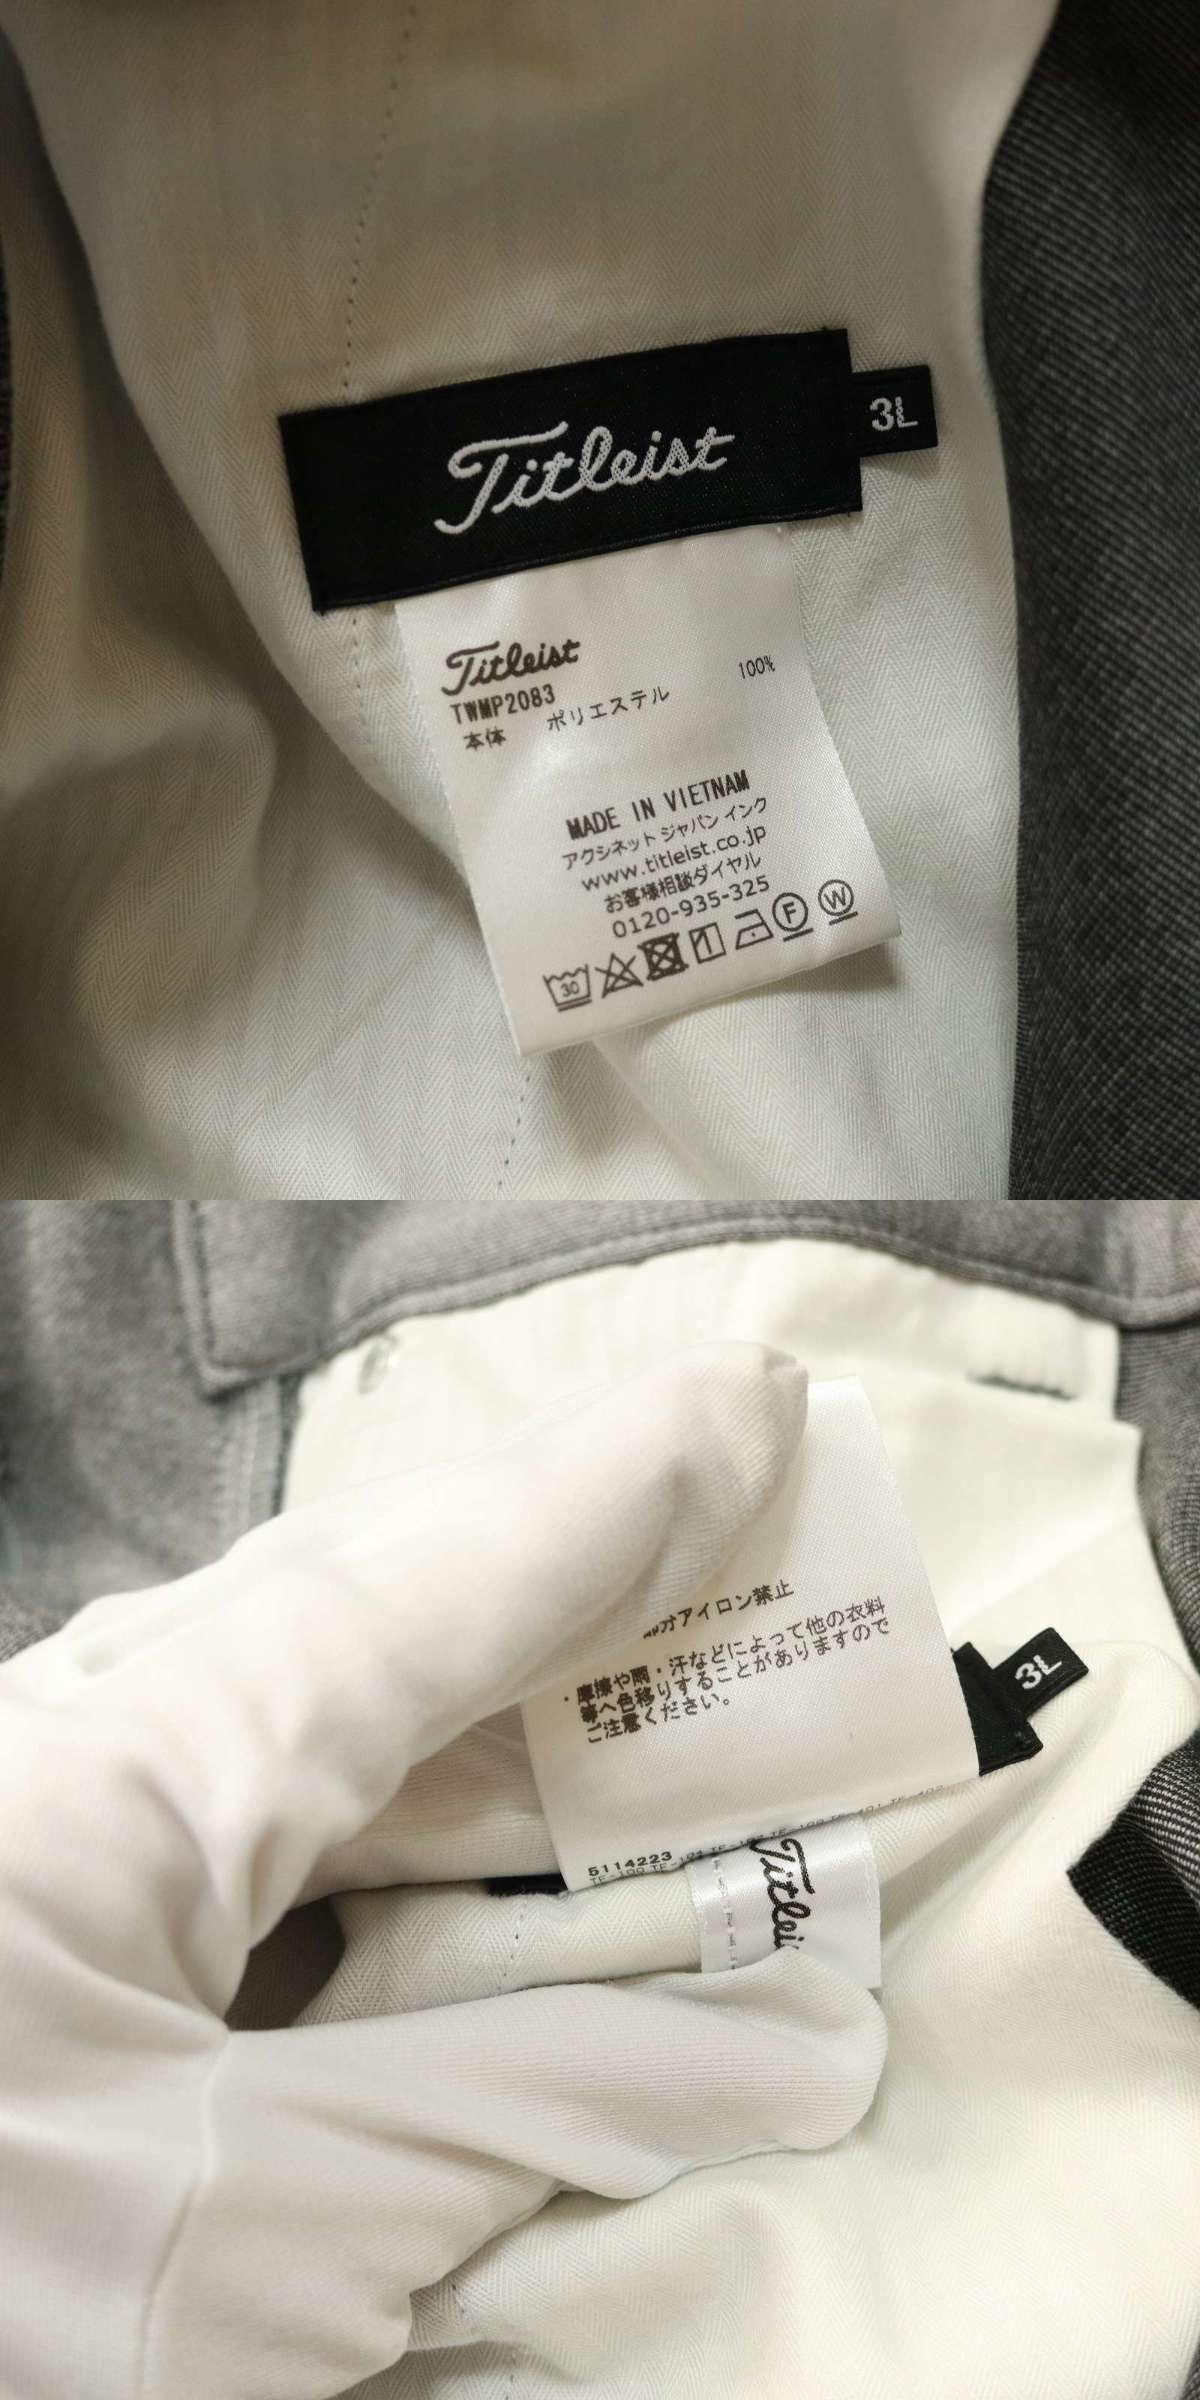 Titleist
3L
Titleist
TWMP2083
本体 ポリエステル 100%
MADE IN VIETNAM
アクシネット ジャパン インク
www.titleist.co.jp
お客様相談ダイヤル
0120-935-325
30
F
W
分アイロン禁止
・摩擦や雨・汗などによって他の衣料
等へ色移りすることがありますので
ご注意ください。
3L
5114223
Titleis